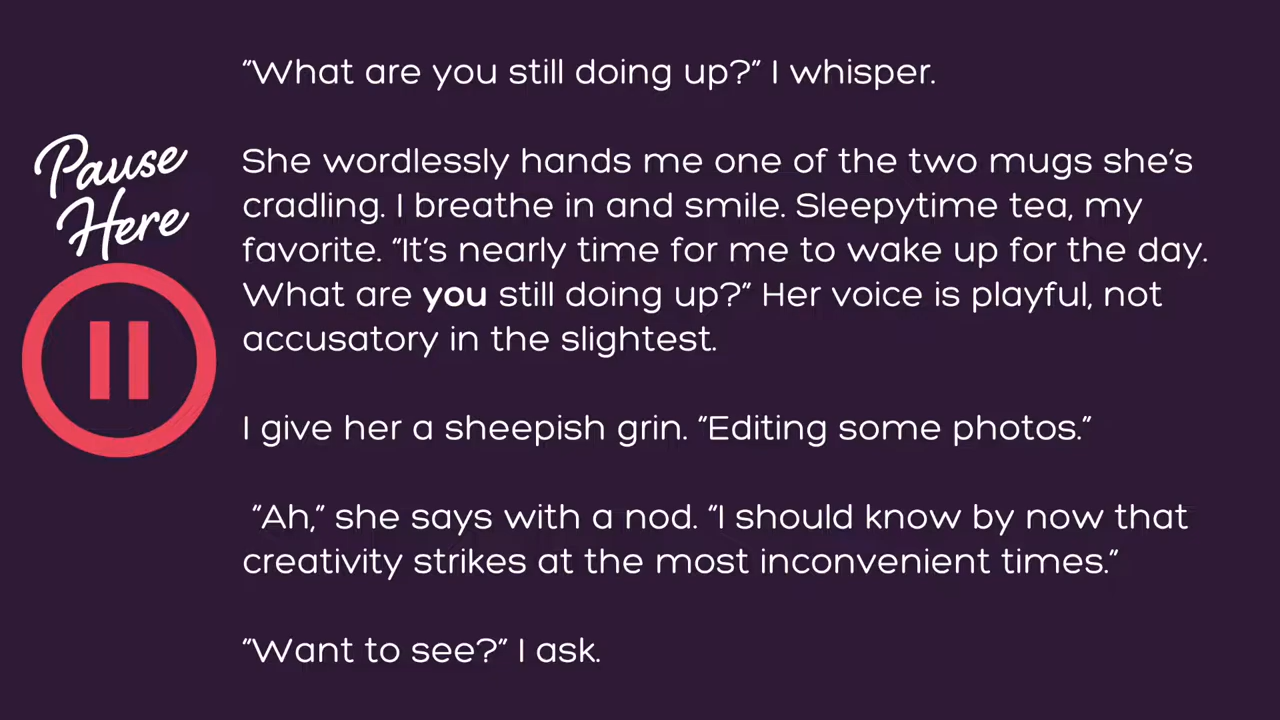 “What are you still doing up?” I whisper.
Pause
Here
She wordlessly hands me one of the two mugs she’s
cradling. I breathe in and smile. Sleepytime tea, my
favorite. “It’s nearly time for me to wake up for the day.
What are you still doing up?” Her voice is playful, not
accusatory in the slightest.
I give her a sheepish grin. “Editing some photos.”
“Ah,” she says with a nod. “I should know by now that
creativity strikes at the most inconvenient times.”
“Want to see?” I ask.